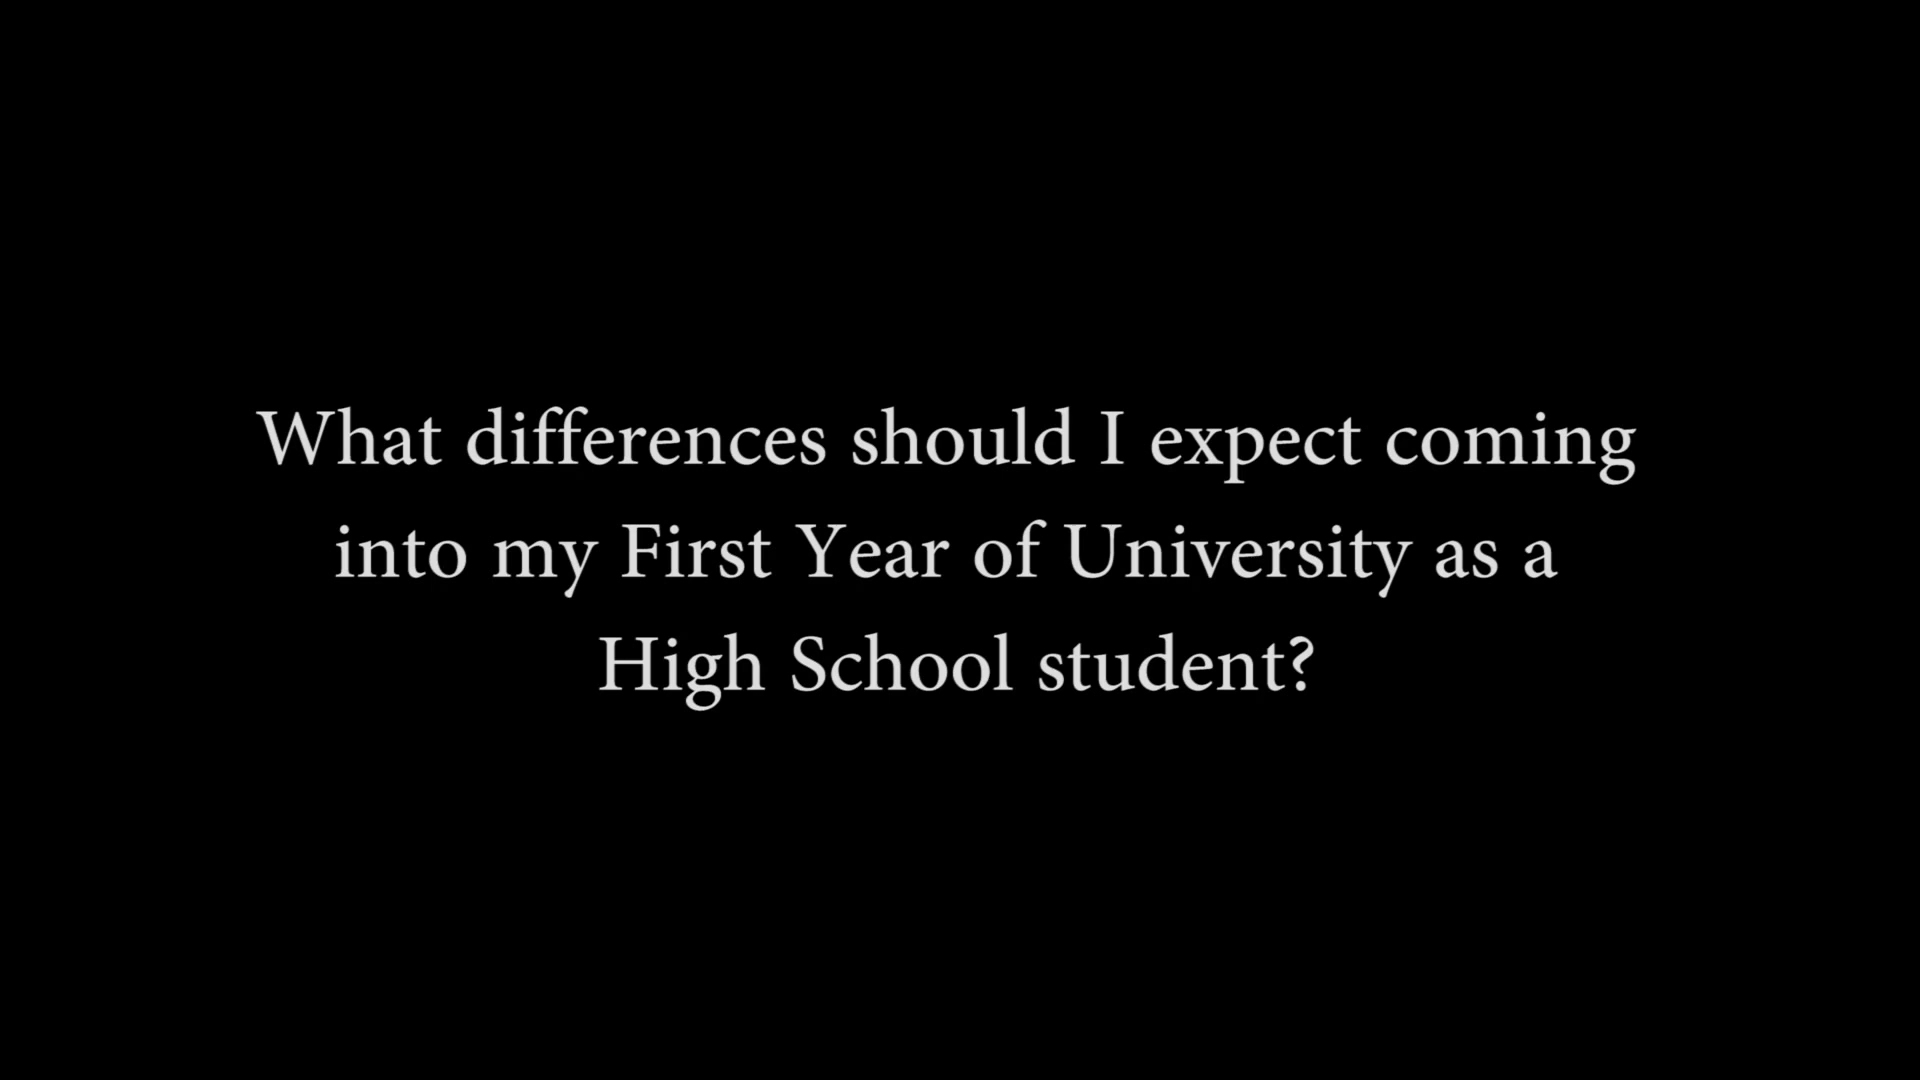 What differences should I expect coming
into my First Year of University as a
High School student?